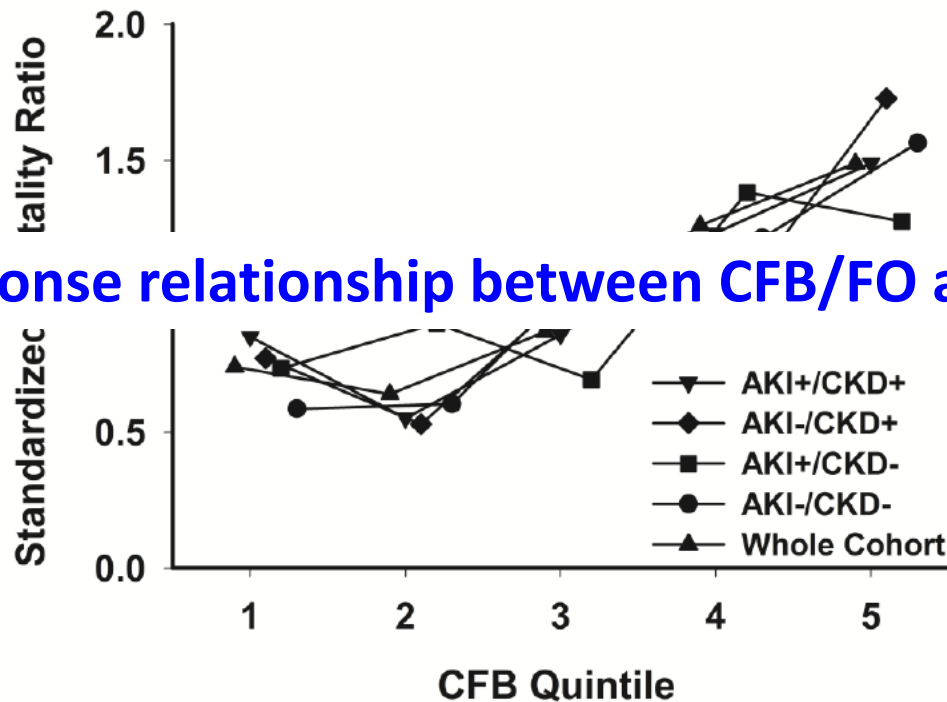 2.0
Standardized
tality Ratio
1.5
onse relationship between CFB/FO a
AKI+/CKD+
AKI-/CKD+
AKI+/CKD-
AKI-/CKD-
Whole Cohort
0.5
0.0
1 2 3 4 5
CFB Quintile